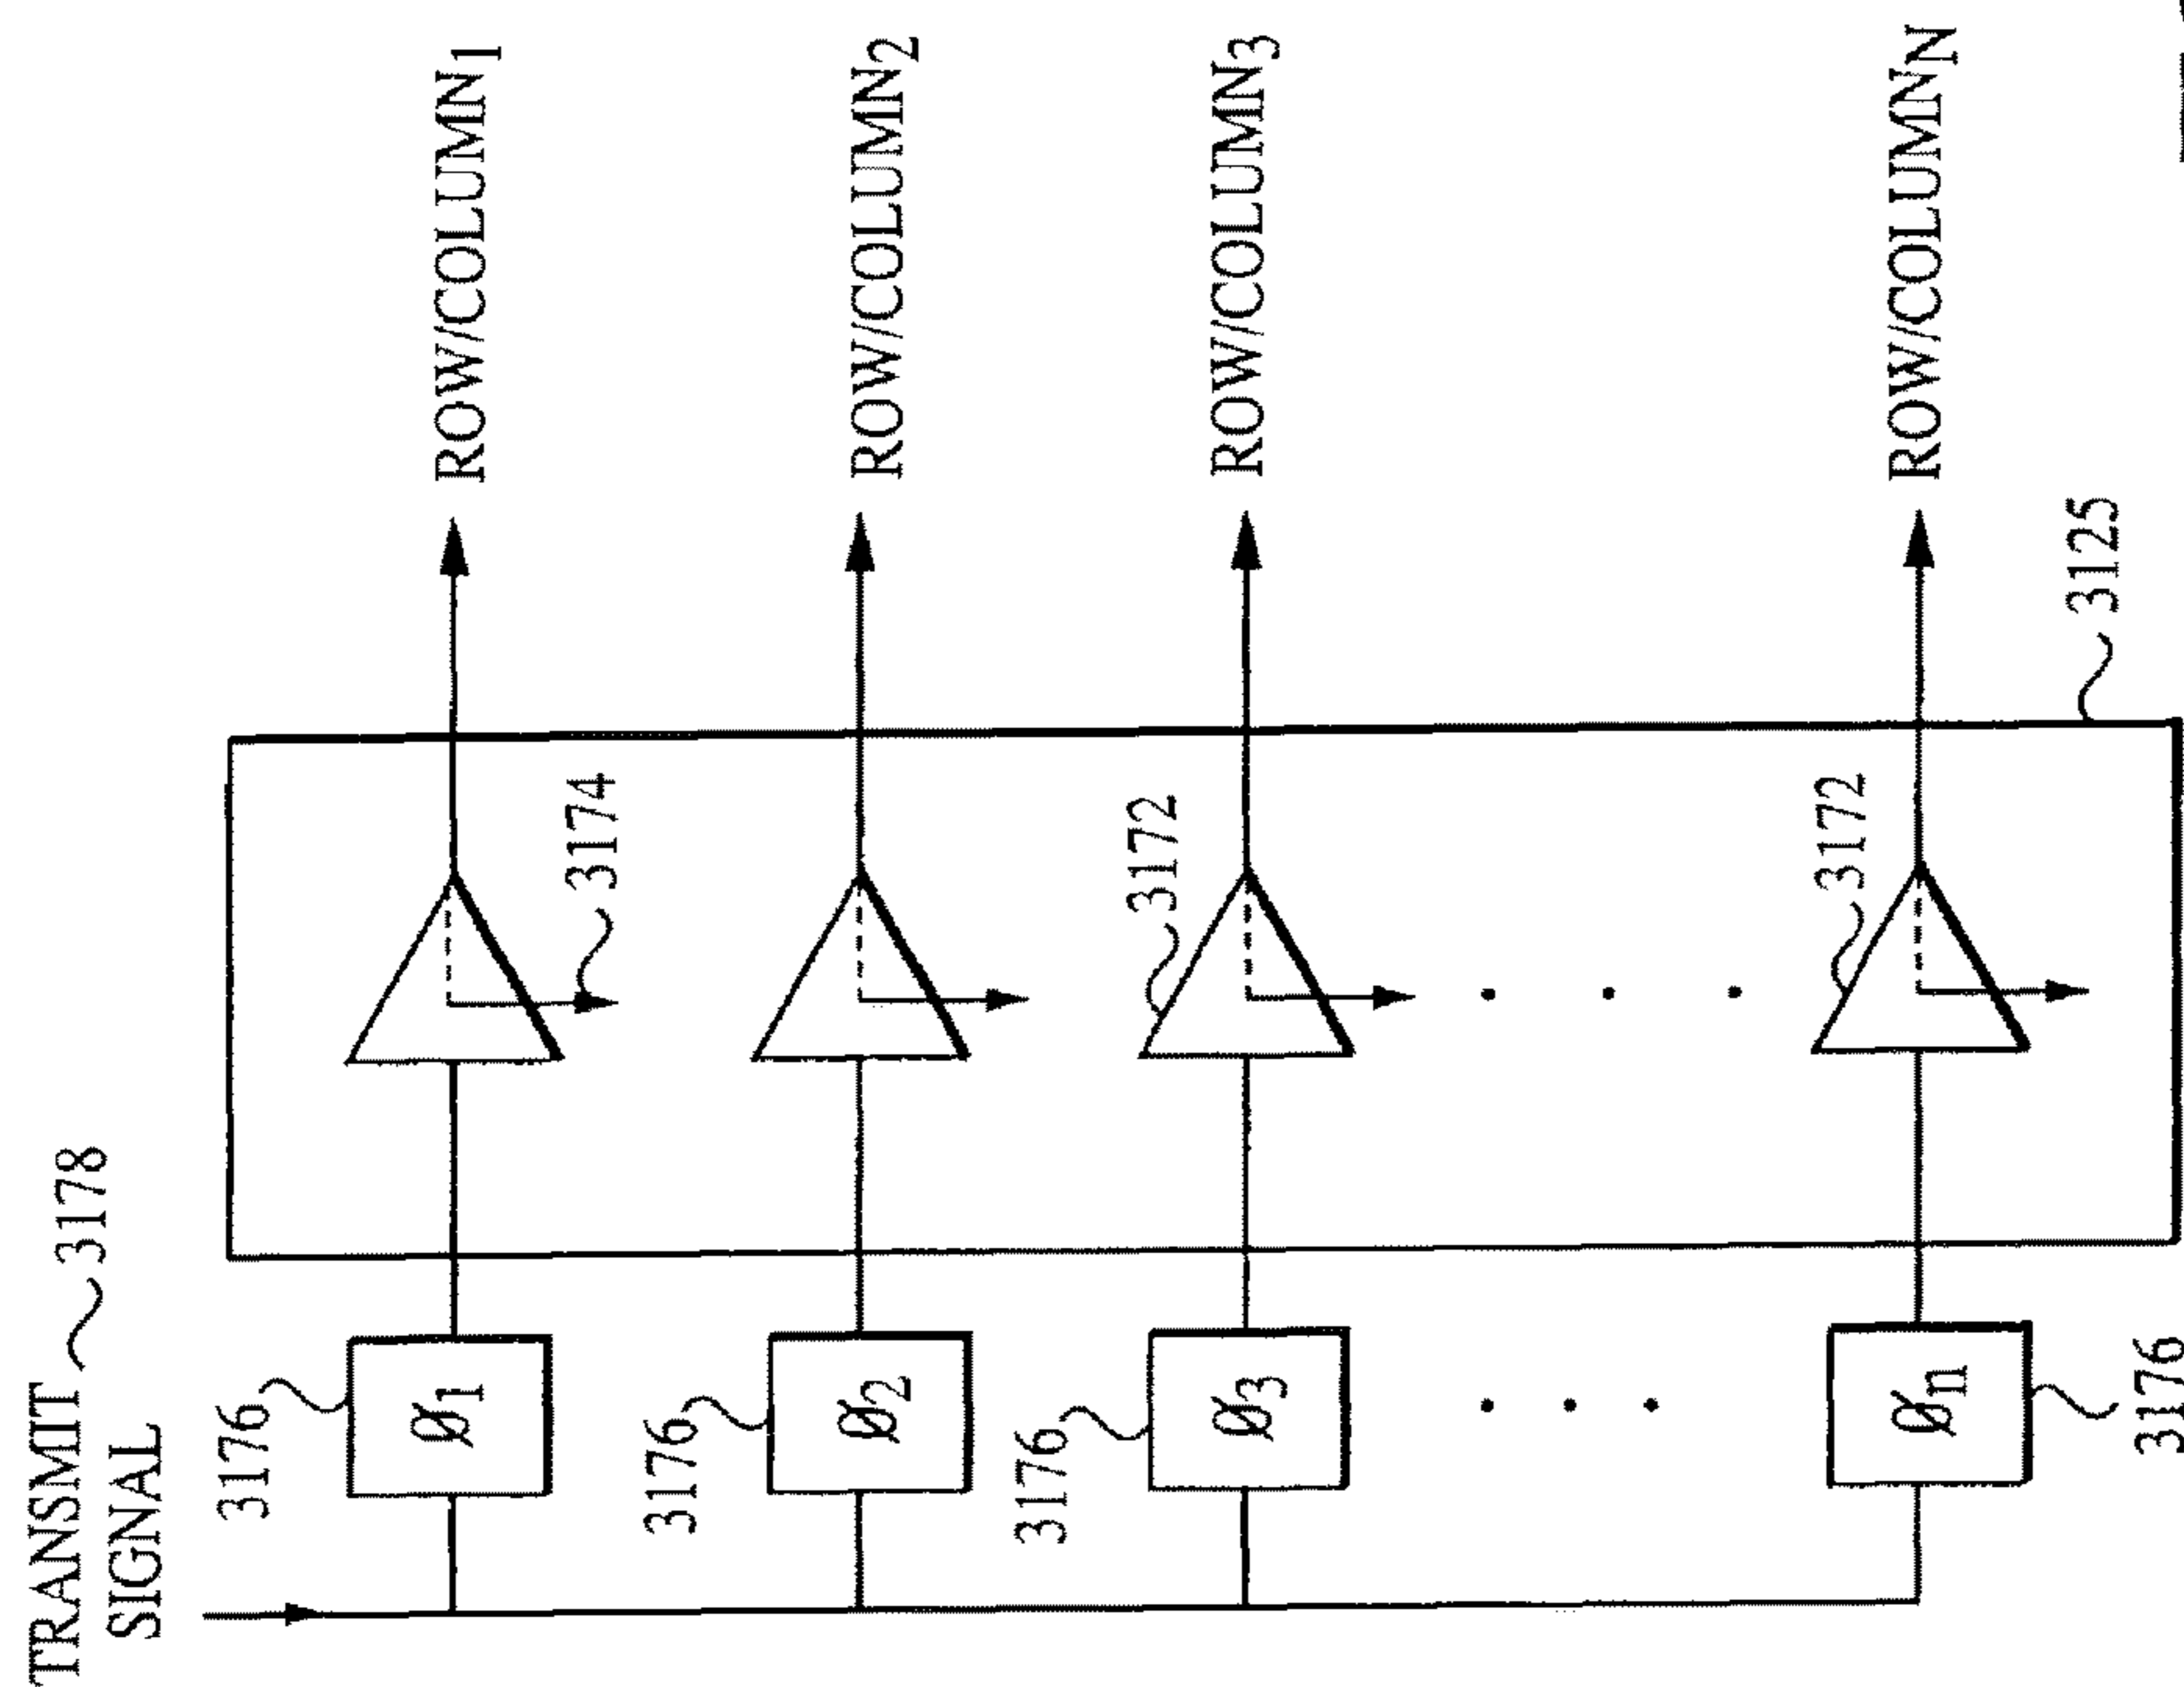 TRANSMIT
SIGNAL
3178
3176
Ø1
3174
ROW/COLUMN1
3176
Ø2
ROW/COLUMN2
3176
Ø3
3172
ROW/COLUMN3
. . .
. . .
Øn
3176
3172
ROW/COLUMNN
3125